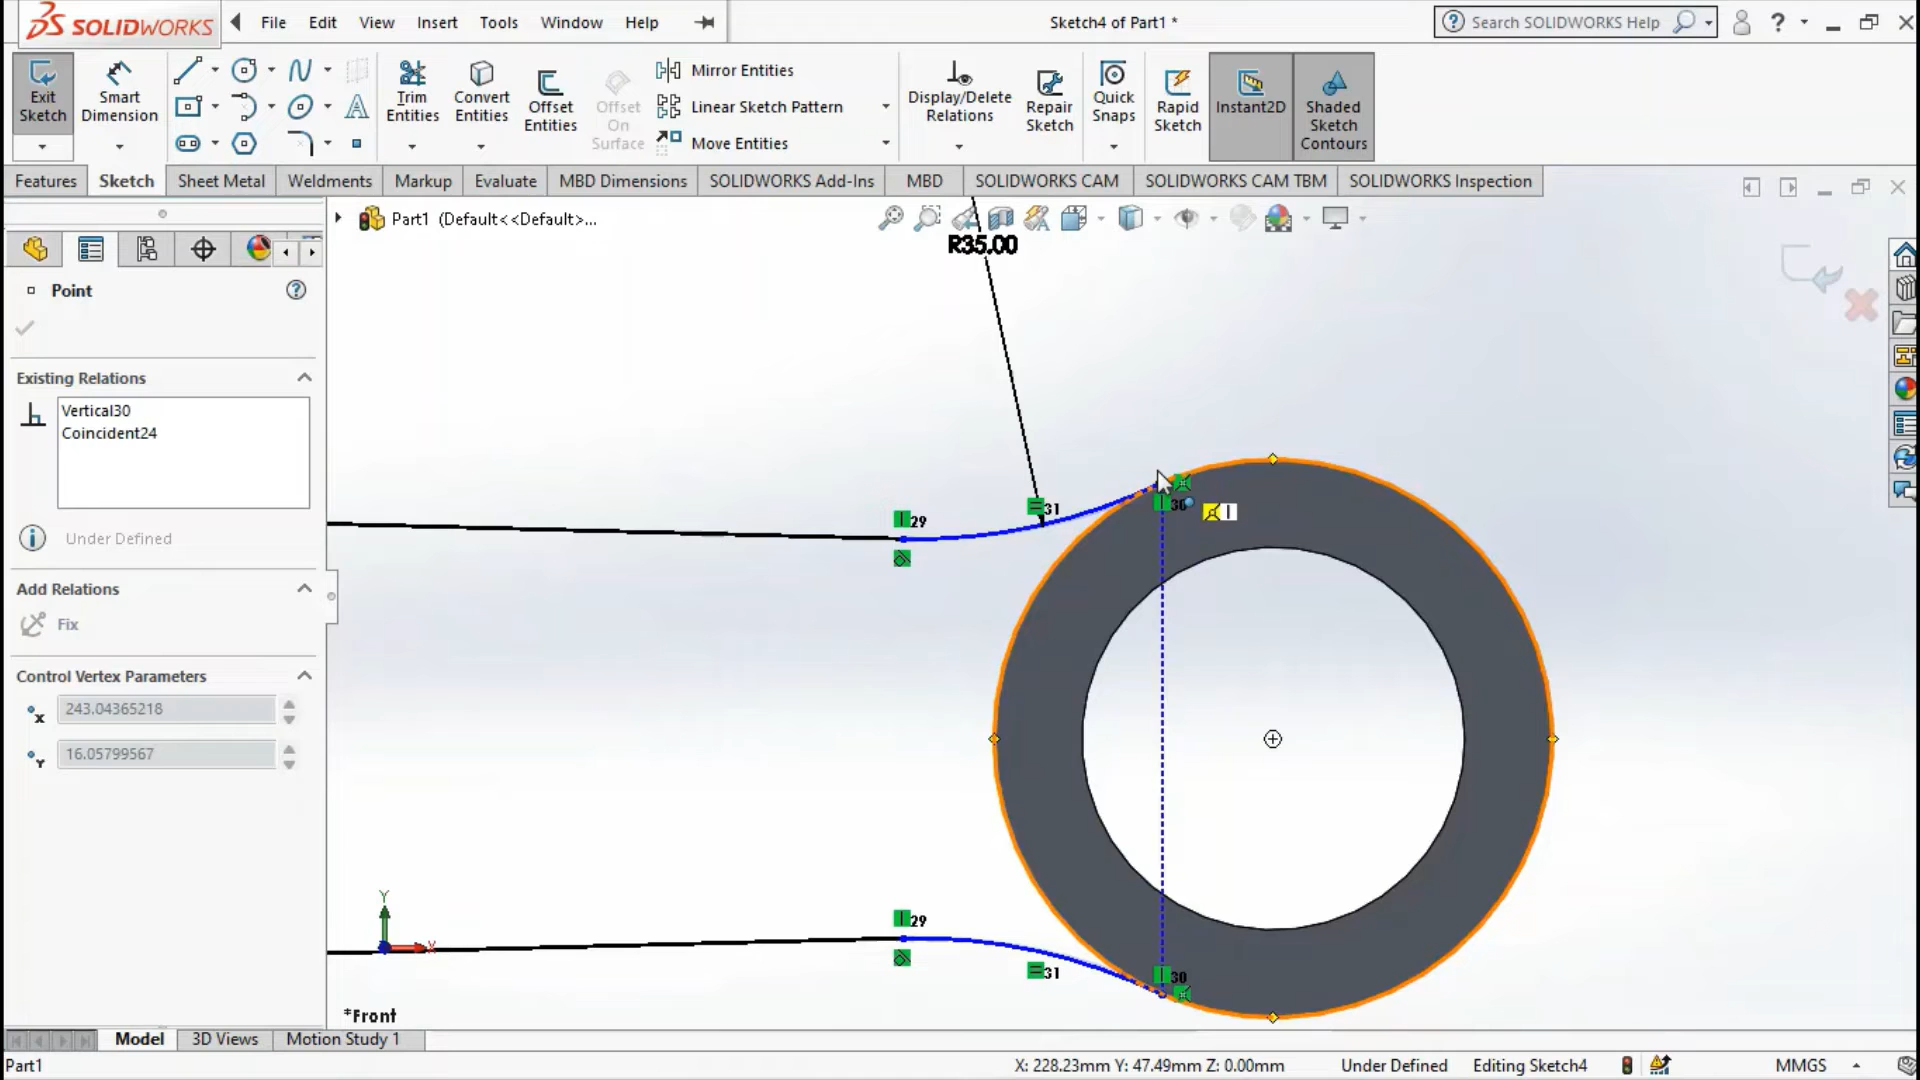 SOLIDWORKS
File Edit View Insert Tools Window Help
Sketch4 of Part1 *
Search SOLIDWORKS Help
Exit Sketch
Smart Dimension
Trim Entities
Convert Entities
Offset Entities
Offset On Surface
Mirror Entities
Linear Sketch Pattern
Move Entities
Display/Delete Relations
Repair Sketch
Quick Snaps
Rapid Sketch
Instant2D
Shaded Sketch Contours
Features Sketch Sheet Metal Weldments Markup Evaluate MBD Dimensions SOLIDWORKS Add-Ins MBD SOLIDWORKS CAM SOLIDWORKS CAM TBM SOLIDWORKS Inspection
Part1 (Default<<Default>...
R35.00
Point
Existing Relations
Vertical30
Coincident24
Under Defined
Add Relations
Fix
Control Vertex Parameters
X 243.04365218
Y 16.05799567
29
31
30
29
31
30
Y
X
*Front
Model 3D Views Motion Study 1
Part1
X: 228.23mm Y: 47.49mm Z: 0.00mm Under Defined Editing Sketch4 MMGS